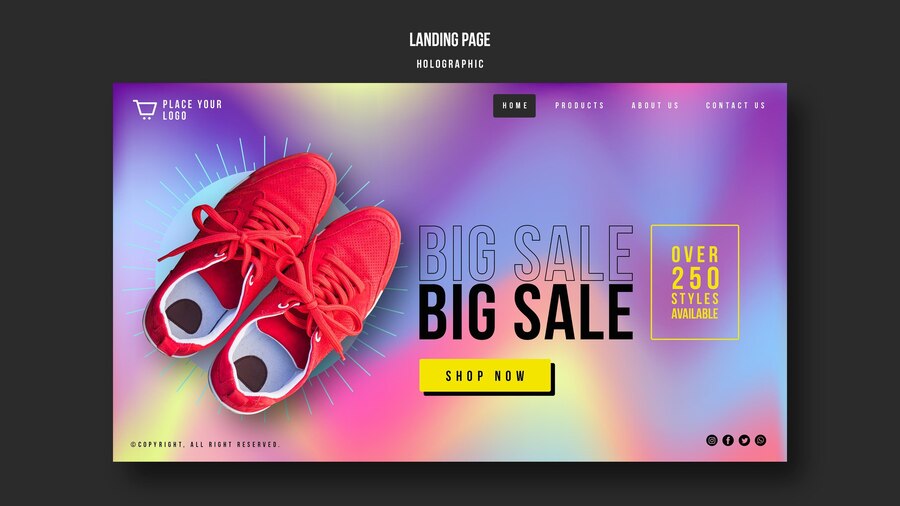 LANDING PAGE
HOLOGRAPHIC
PLACE YOUR
LOGO
HOME PRODUCTS ABOUT US CONTACT US
BIG SALE
BIG SALE
OVER
250
STYLES
AVAILABLE
SHOP NOW
©COPYRIGHT, ALL RIGHT RESERVED.